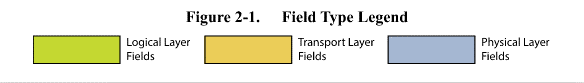 Figure 2-1. Field Type Legend
Logical Layer
Fields
Transport Layer
Fields
Physical Layer
Fields